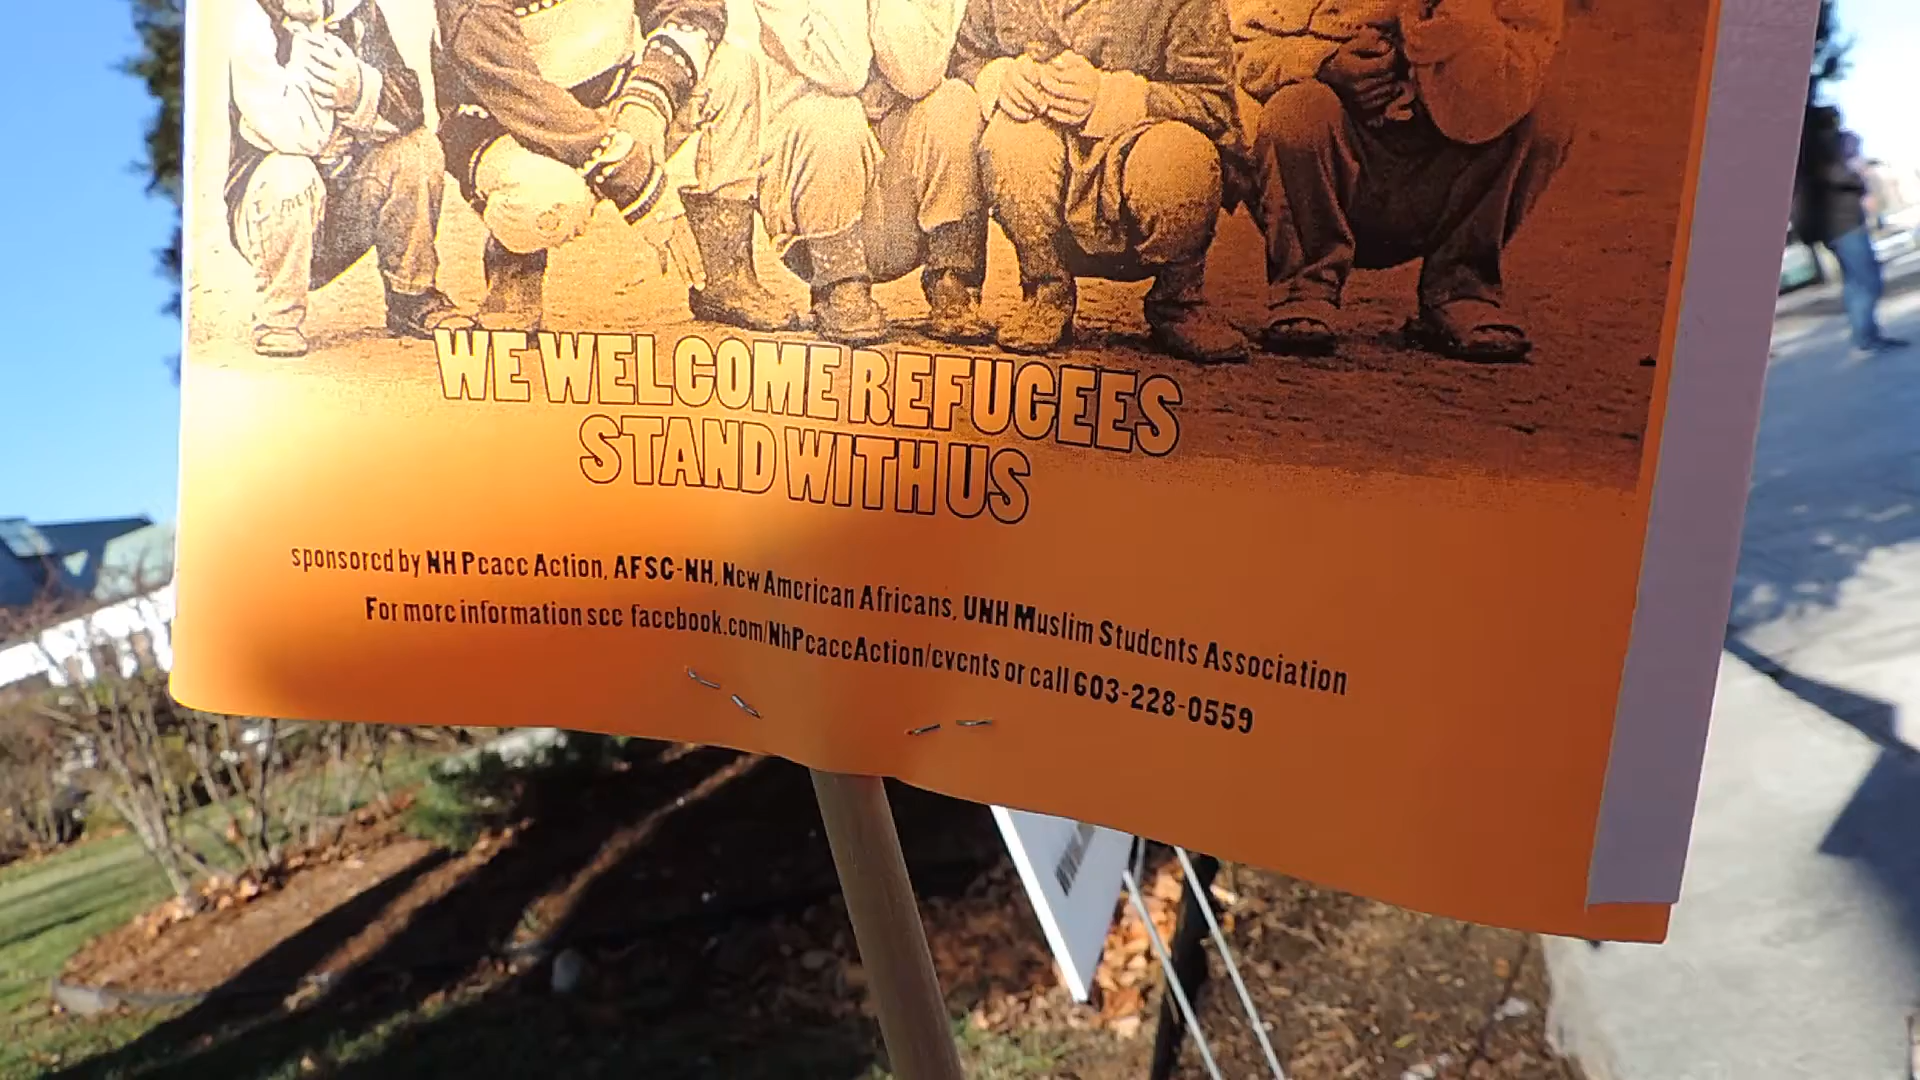 WE WELCOME REFUGEES
STAND WITH US
sponsored by NH Peace Action, AFSC-NH, New American Africans, UNH Muslim Students Association
For more information see facebook.com/NhPeaceAction/events or call 603-228-0559